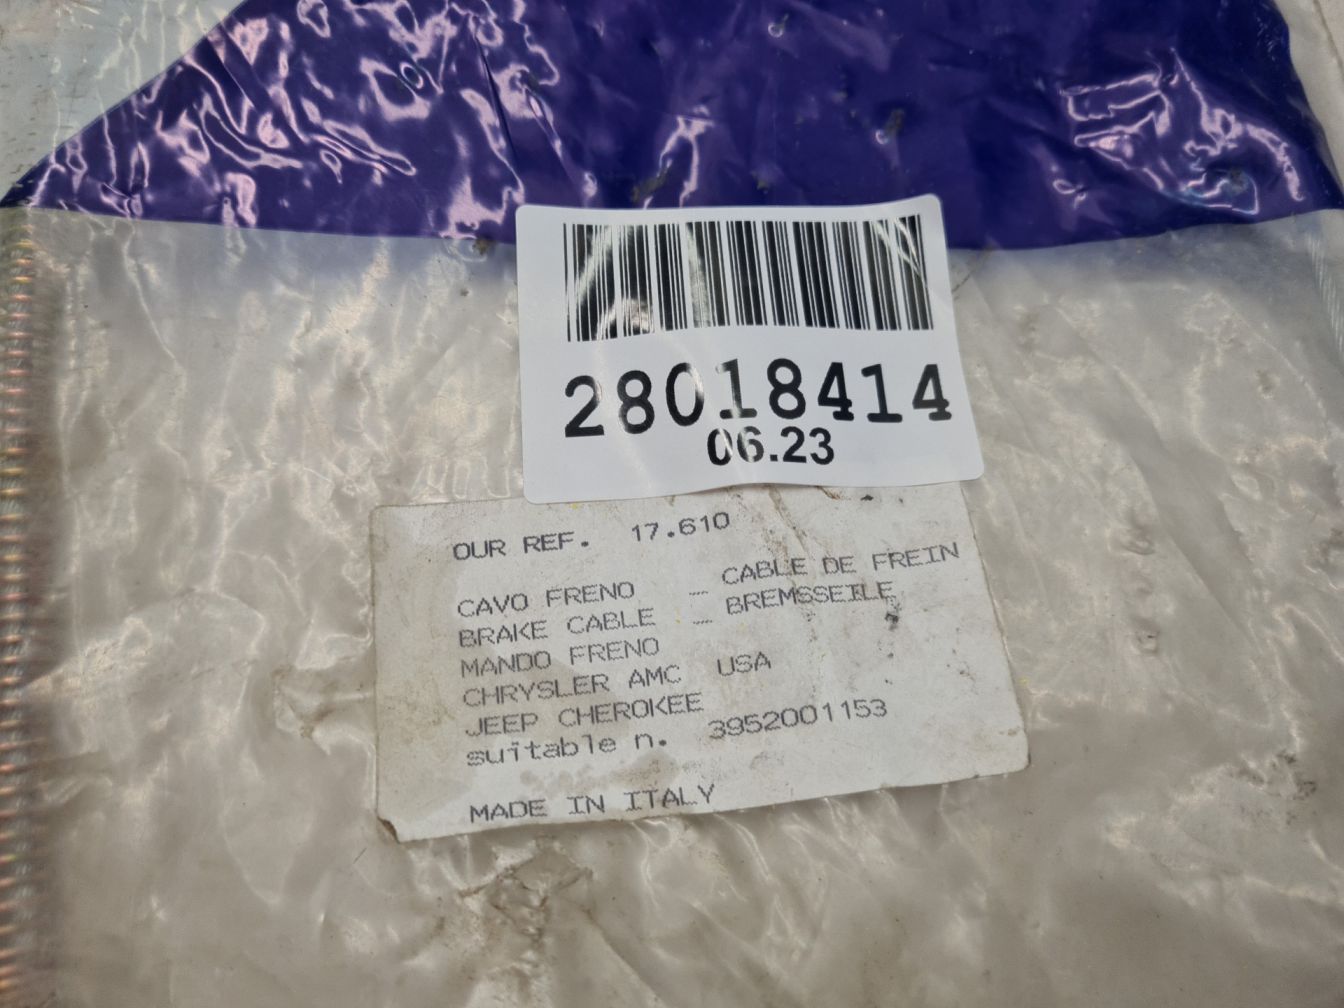 28018414
06.23
OUR REF. 17.610
CAVO FRENO - CABLE DE FREIN
BRAKE CABLE - BREMSSEILE
MANDO FRENO
CHRYSLER AMC USA
JEEP CHEROKEE
suitable n. 3952001153
MADE IN ITALY